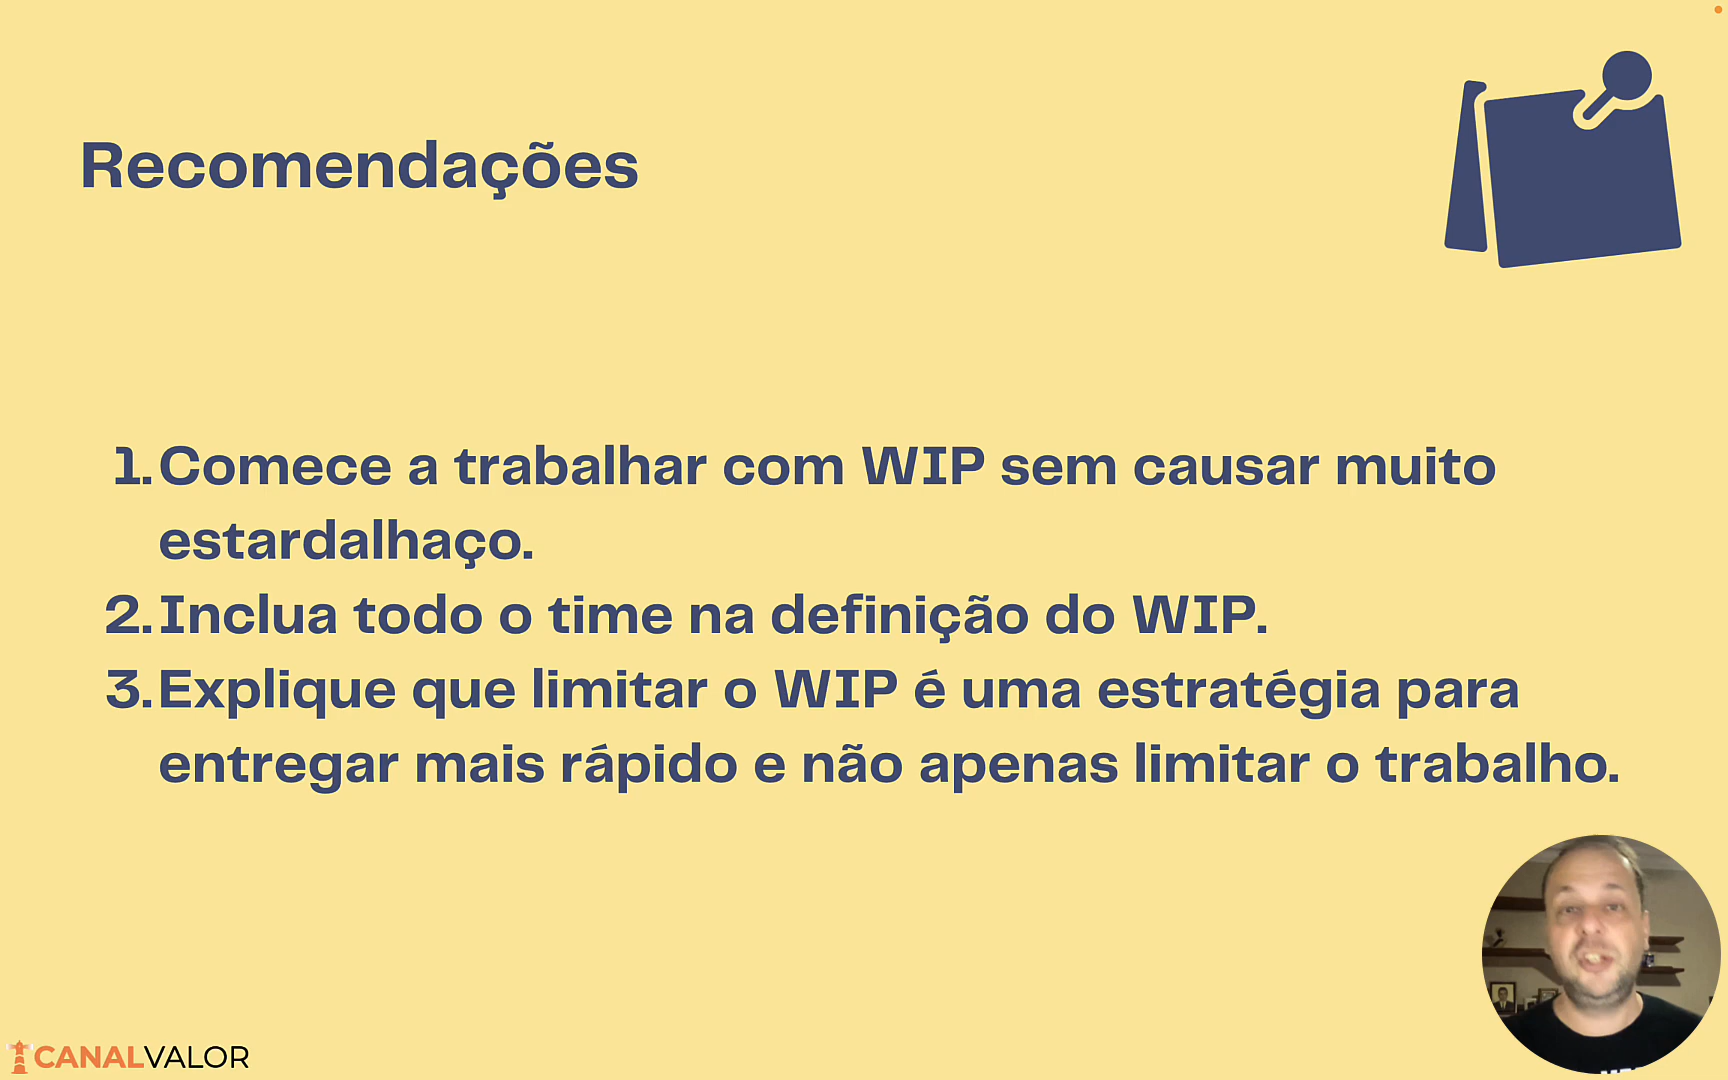 Recomendações
1. Comece a trabalhar com WIP sem causar muito
estardalhaço.
2. Inclua todo o time na definição do WIP.
3. Explique que limitar o WIP é uma estratégia para
entregar mais rápido e não apenas limitar o trabalho.
CANALVALOR